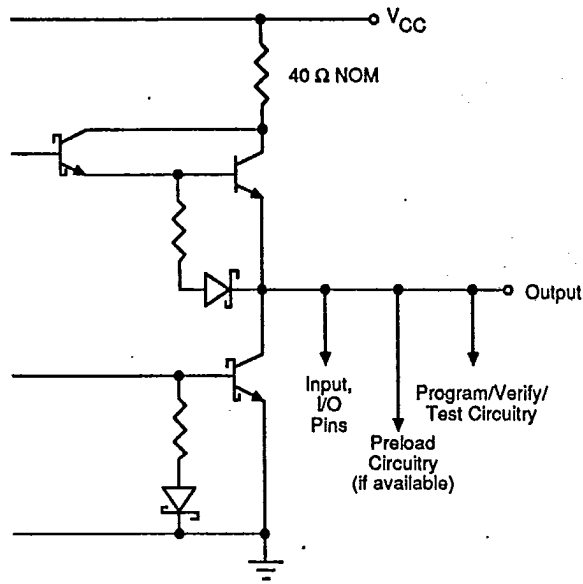 V CC
40 Ω NOM
Output
Input,
I/O
Pins
Program/Verify/
Test Circuitry
Preload
Circuitry
(if available)